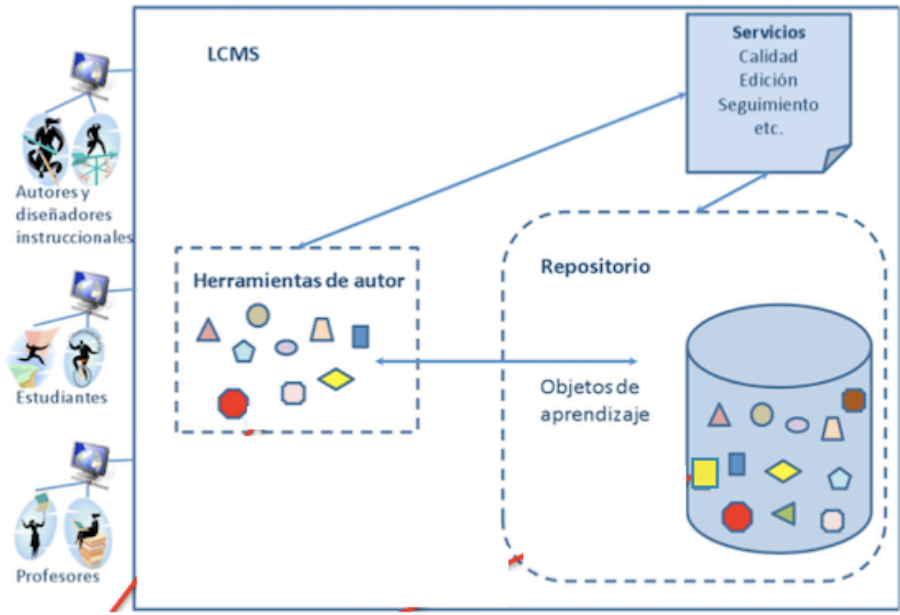 LCMS
Servicios
Calidad
Edición
Seguimiento
etc.
Autores y
diseñadores
instruccionales
Herramientas de autor
Repositorio
Objetos de
aprendizaje
Estudiantes
Profesores